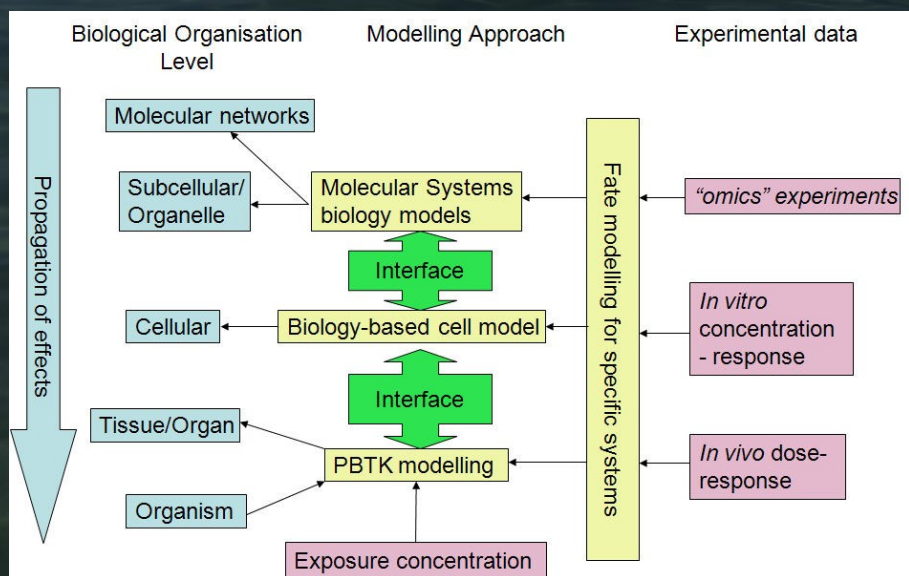 Biological Organisation
Level
Modelling Approach
Experimental data
Propagation of effects
Molecular networks
Subcellular/
Organelle
Molecular Systems
biology models
Fate modelling for specific systems
"omics" experiments
Interface
Cellular
Biology-based cell model
In vitro
concentration
- response
Interface
Tissue/Organ
PBTK modelling
In vivo dose-
response
Organism
Exposure concentration